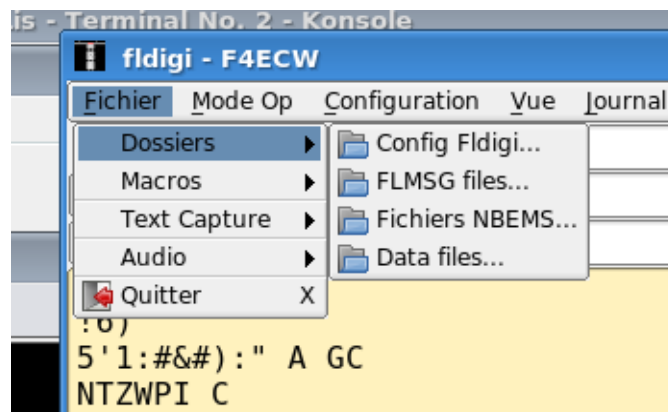 is - Terminal No. 2 - Konsole
fldigi - F4ECW
Fichier Mode Op Configuration Vue Journal
Dossiers
Macros
Text Capture
Audio
Quitter X
Config Fldigi...
FLMSG files...
Fichiers NBEMS...
Data files...
!6)
5'1:#&#):" A GC
NTZWPI C